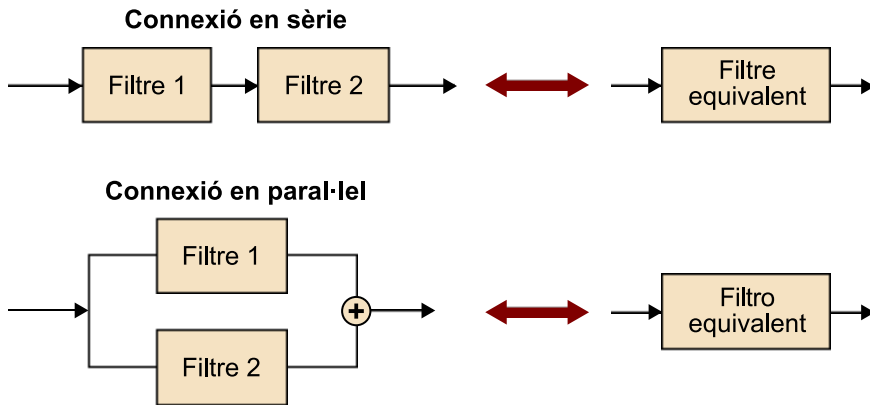 Connexió en sèrie
Filtre 1
Filtre 2
Filtre
equivalent
Connexió en paral·lel
Filtre 1
+
Filtre 2
Filtro
equivalent